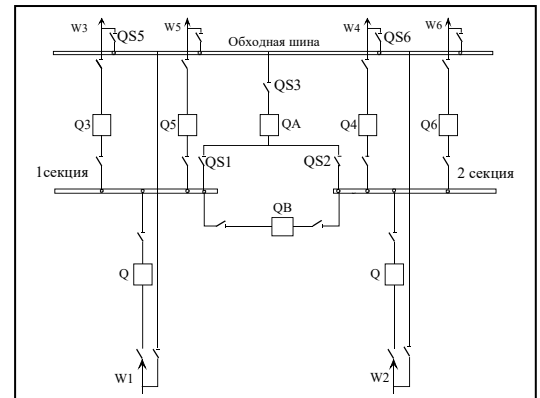 W3 W5 W4 W6
QS5 QS6
Обходная шина
QS3
Q3 Q5 QA Q4 Q6
QS1 QS2
1секция 2 секция
QB
Q Q
W1 W2